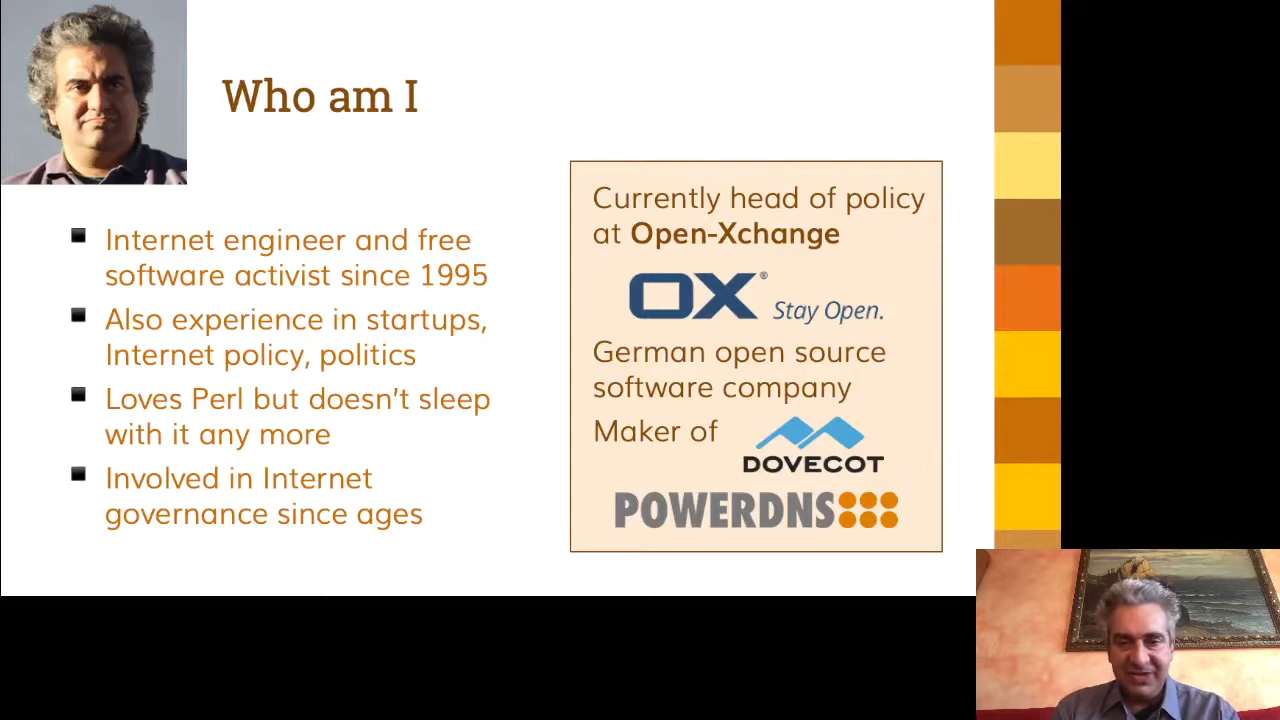 Who am I
Internet engineer and free
software activist since 1995
Also experience in startups,
Internet policy, politics
Loves Perl but doesn't sleep
with it any more
Involved in Internet
governance since ages
Currently head of policy
at Open-Xchange
OX® Stay Open.
German open source
software company
Maker of
DOVECOT
POWERDNS